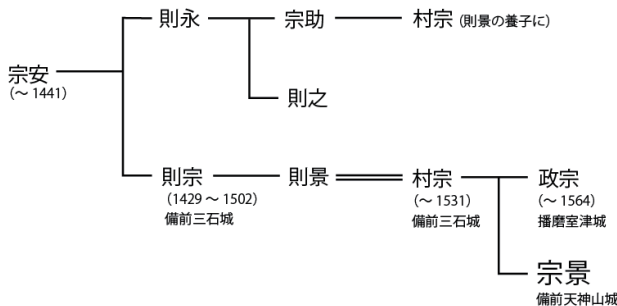 則永
宗助
村宗（則景の養子に）
宗安
（～ 1441）
則之
則宗
（1429 ～ 1502）
備前三石城
則景
村宗
（～ 1531）
備前三石城
政宗
（～ 1564）
播磨室津城
宗景
備前天神山城